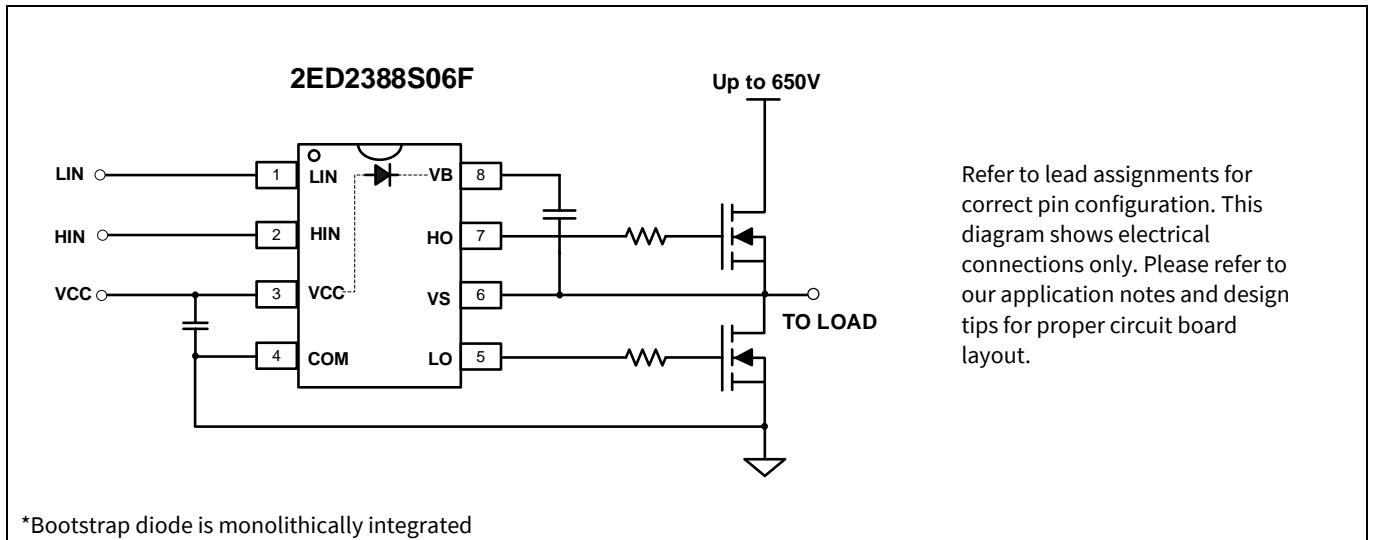 2ED2388S06F
Up to 650V
LIN
1
LIN
VB
8
HIN
2
HIN
HO
7
VCC
3
VCC
VS
6
TO LOAD
4
COM
LO
5
Refer to lead assignments for
correct pin configuration. This
diagram shows electrical
connections only. Please refer to
our application notes and design
tips for proper circuit board
layout.
*Bootstrap diode is monolithically integrated